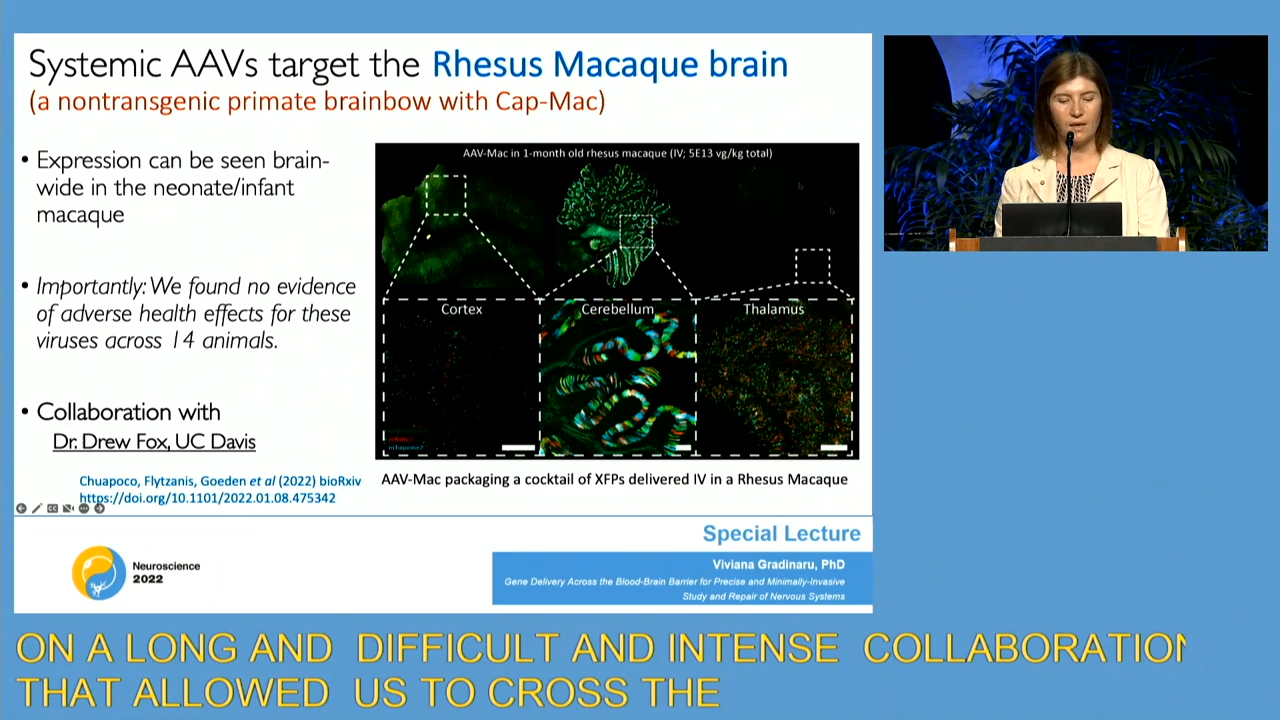 Systemic AAVs target the Rhesus Macaque brain
(a nontransgenic primate brainbow with Cap-Mac)
• Expression can be seen brain-
wide in the neonate/infant
macaque
• Importantly: We found no evidence
of adverse health effects for these
viruses across 14 animals.
• Collaboration with
Dr. Drew Fox, UC Davis
Chuapoco, Flytzanis, Goeden et al (2022) bioRxiv
https://doi.org/10.1101/2022.01.08.475342
AAV-Mac in 1-month old rhesus macaque (IV; 5E13 vg/kg total)
Cortex
Cerebellum
Thalamus
AAV-Mac packaging a cocktail of XFPs delivered IV in a Rhesus Macaque
Special Lecture
Neuroscience
2022
Viviana Gradinaru, PhD
Gene Delivery Across the Blood-Brain Barrier for Precise and Minimally-Invasive
Study and Repair of Nervous Systems
ON A LONG AND DIFFICULT AND INTENSE COLLABORATION
THAT ALLOWED US TO CROSS THE